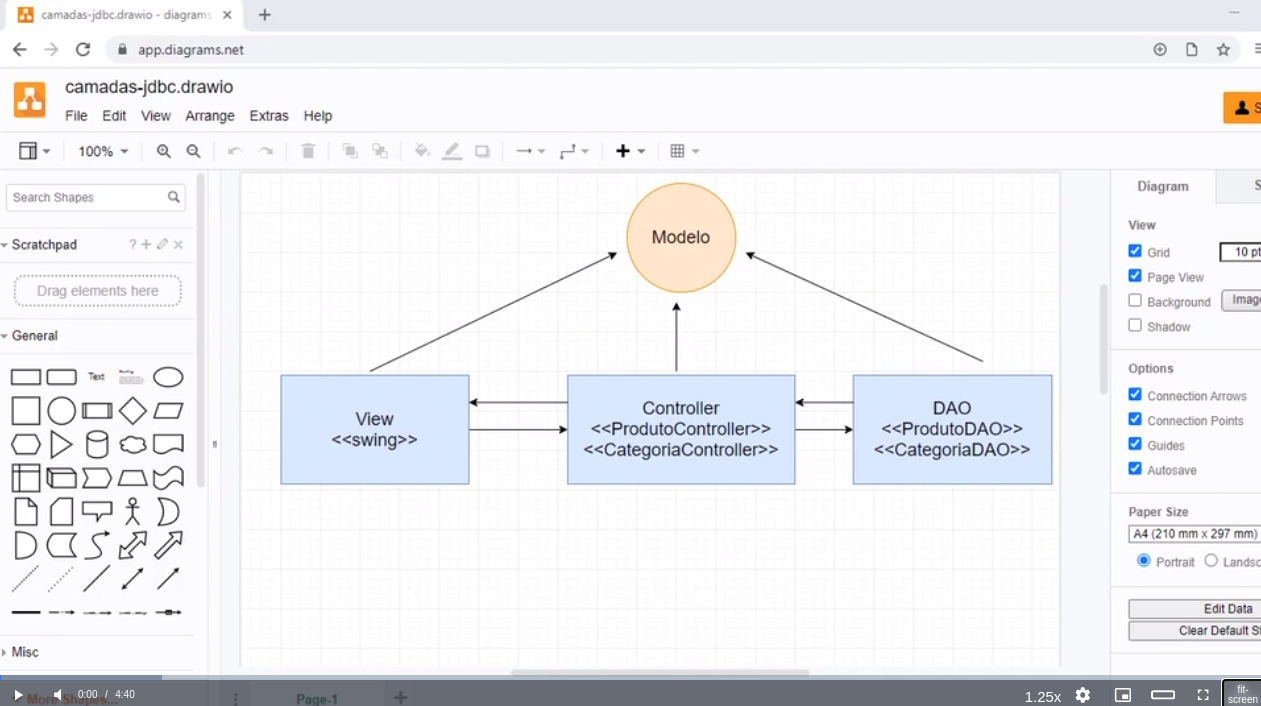 camadas-jdbc.drawio - diagrams
app.diagrams.net
camadas-jdbc.drawio
File Edit View Arrange Extras Help
100%
Search Shapes
Scratchpad
Drag elements here
General
Text
Misc
More Shapes...
Modelo
View
<<swing>>
Controller
<<ProdutoController>>
<<CategoriaController>>
DAO
<<ProdutoDAO>>
<<CategoriaDAO>>
Diagram
S
View
Grid
10 pt
Page View
Background
Imag
Shadow
Options
Connection Arrows
Connection Points
Guides
Autosave
Paper Size
A4 (210 mm x 297 mm)
Portrait Landsc
Edit Data
Clear Default St
Page-1
0:00 / 4:40
1.25x
fit-
screen